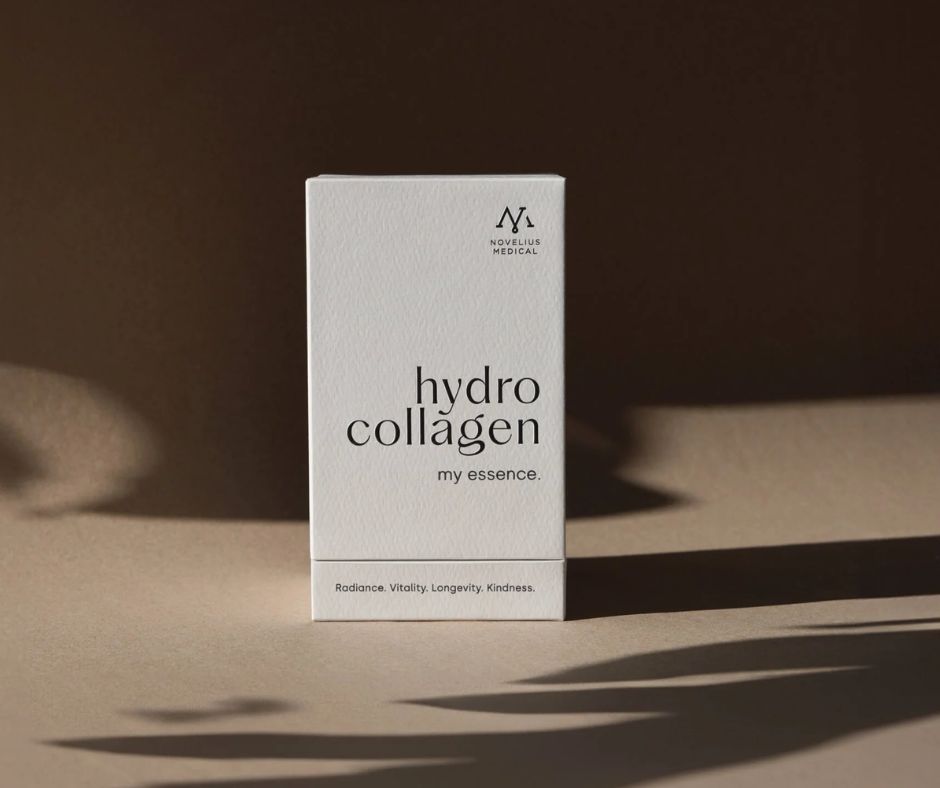 NOVELIUS
MEDICAL
hydro
collagen
my essence.
Radiance. Vitality. Longevity. Kindness.